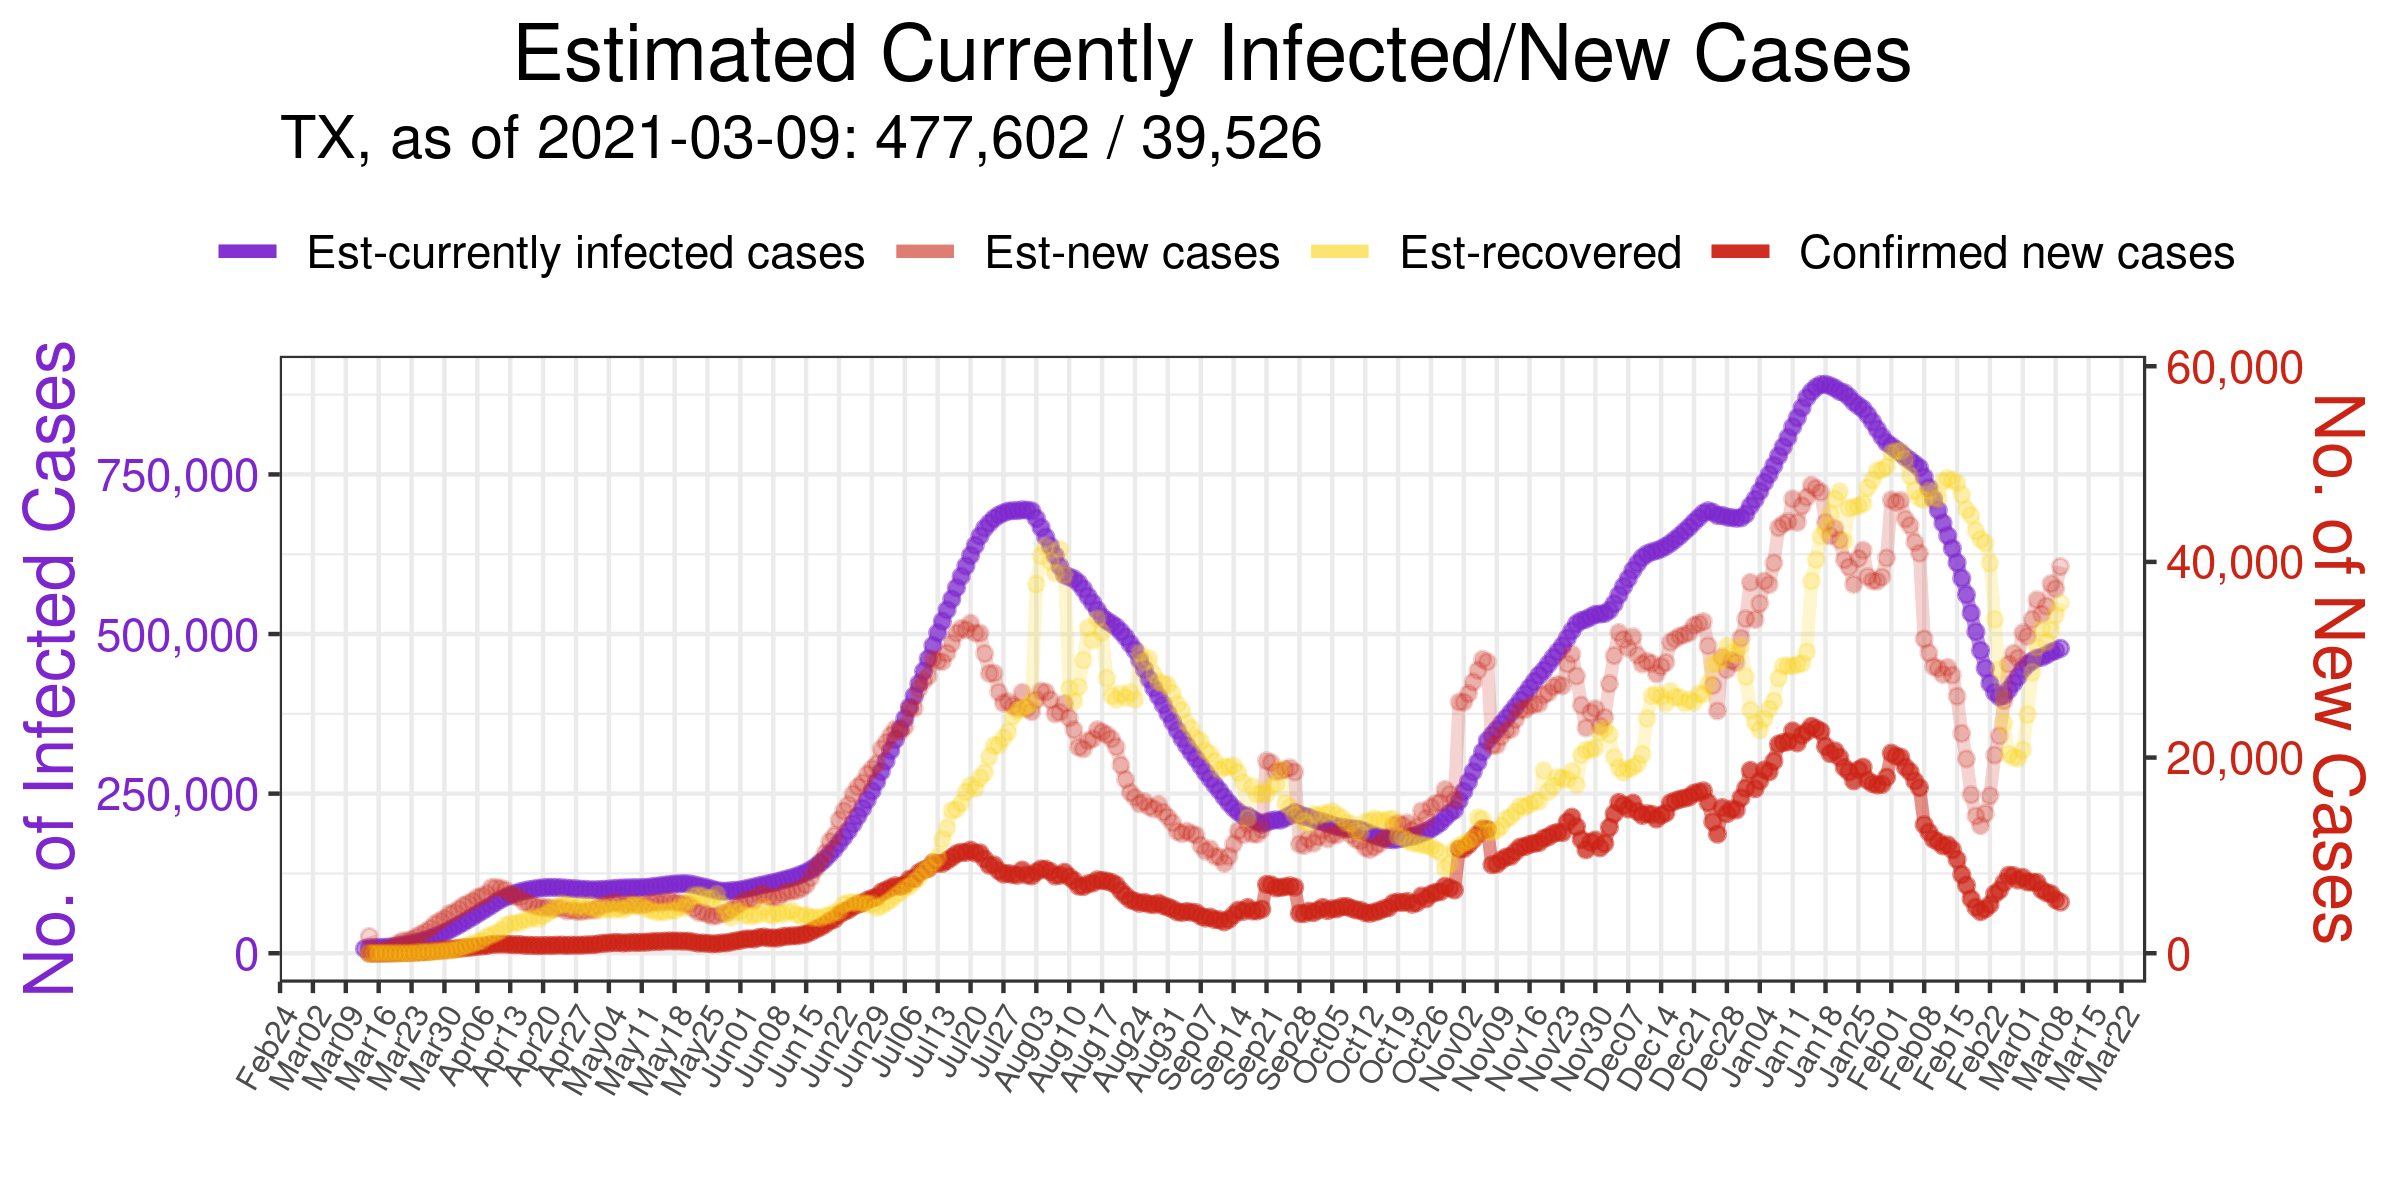 Estimated Currently Infected/New Cases
TX, as of 2021-03-09: 477,602 / 39,526
Est-currently infected cases Est-new cases Est-recovered Confirmed new cases
No. of Infected Cases
750,000
500,000
250,000
0
60,000
40,000
20,000
0
No. of New Cases
Feb24 Mar02 Mar09 Mar16 Mar23 Mar30 Apr06 Apr13 Apr20 Apr27 May04 May11 May18 May25 Jun01 Jun08 Jun15 Jun22 Jun29 Jul06 Jul13 Jul20 Jul27 Aug03 Aug10 Aug17 Aug24 Aug31 Sep07 Sep14 Sep21 Sep28 Oct05 Oct12 Oct19 Oct26 Nov02 Nov09 Nov16 Nov23 Nov30 Dec07 Dec14 Dec21 Dec28 Jan04 Jan11 Jan18 Jan25 Feb01 Feb08 Feb15 Feb22 Mar01 Mar08 Mar15 Mar22